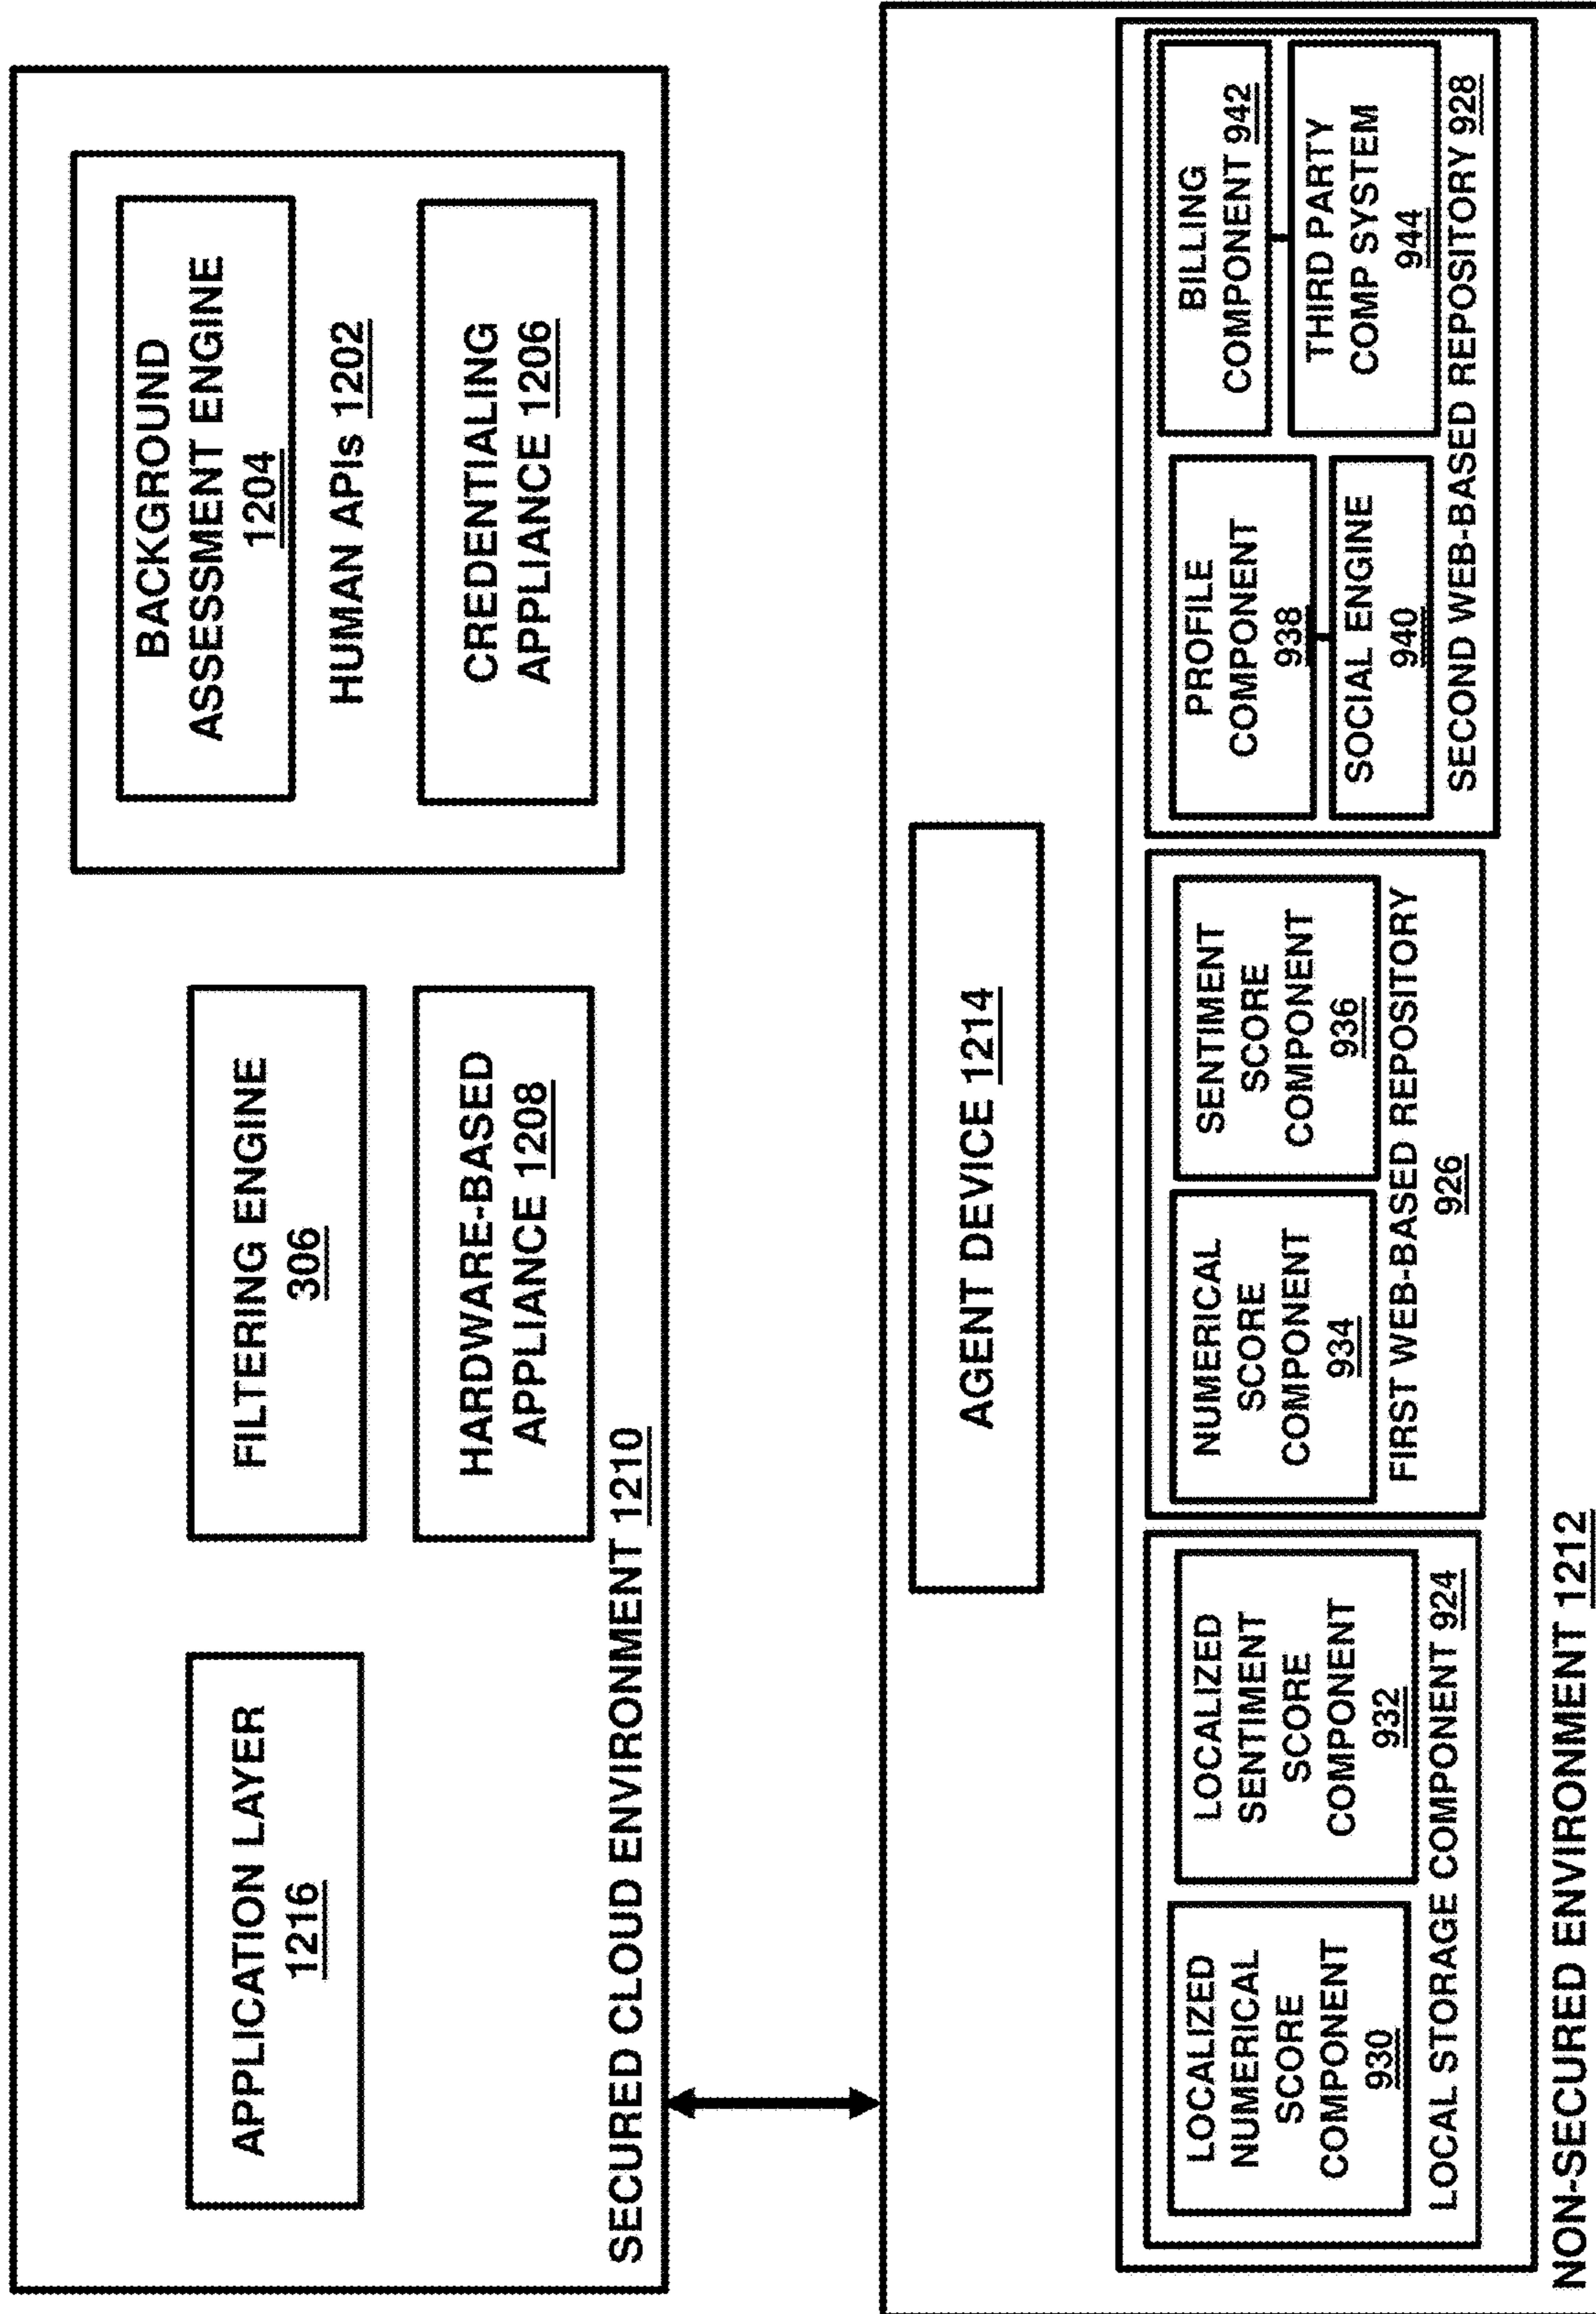 APPLICATION LAYER
1216
FILTERING ENGINE
306
HARDWARE-BASED
APPLIANCE 1208
BACKGROUND
ASSESSMENT ENGINE
1204
HUMAN APIs 1202
CREDENTIALING
APPLIANCE 1206
SECURED CLOUD ENVIRONMENT 1210
AGENT DEVICE 1214
LOCALIZED
NUMERICAL
SCORE
COMPONENT
930
LOCALIZED
SENTIMENT
SCORE
COMPONENT
932
LOCAL STORAGE COMPONENT 924
NUMERICAL
SCORE
COMPONENT
934
SENTIMENT
SCORE
COMPONENT
936
FIRST WEB-BASED REPOSITORY
926
PROFILE
COMPONENT
938
SOCIAL ENGINE
940
BILLING
COMPONENT 942
THIRD PARTY
COMP SYSTEM
944
SECOND WEB-BASED REPOSITORY 928
NON-SECURED ENVIRONMENT 1212